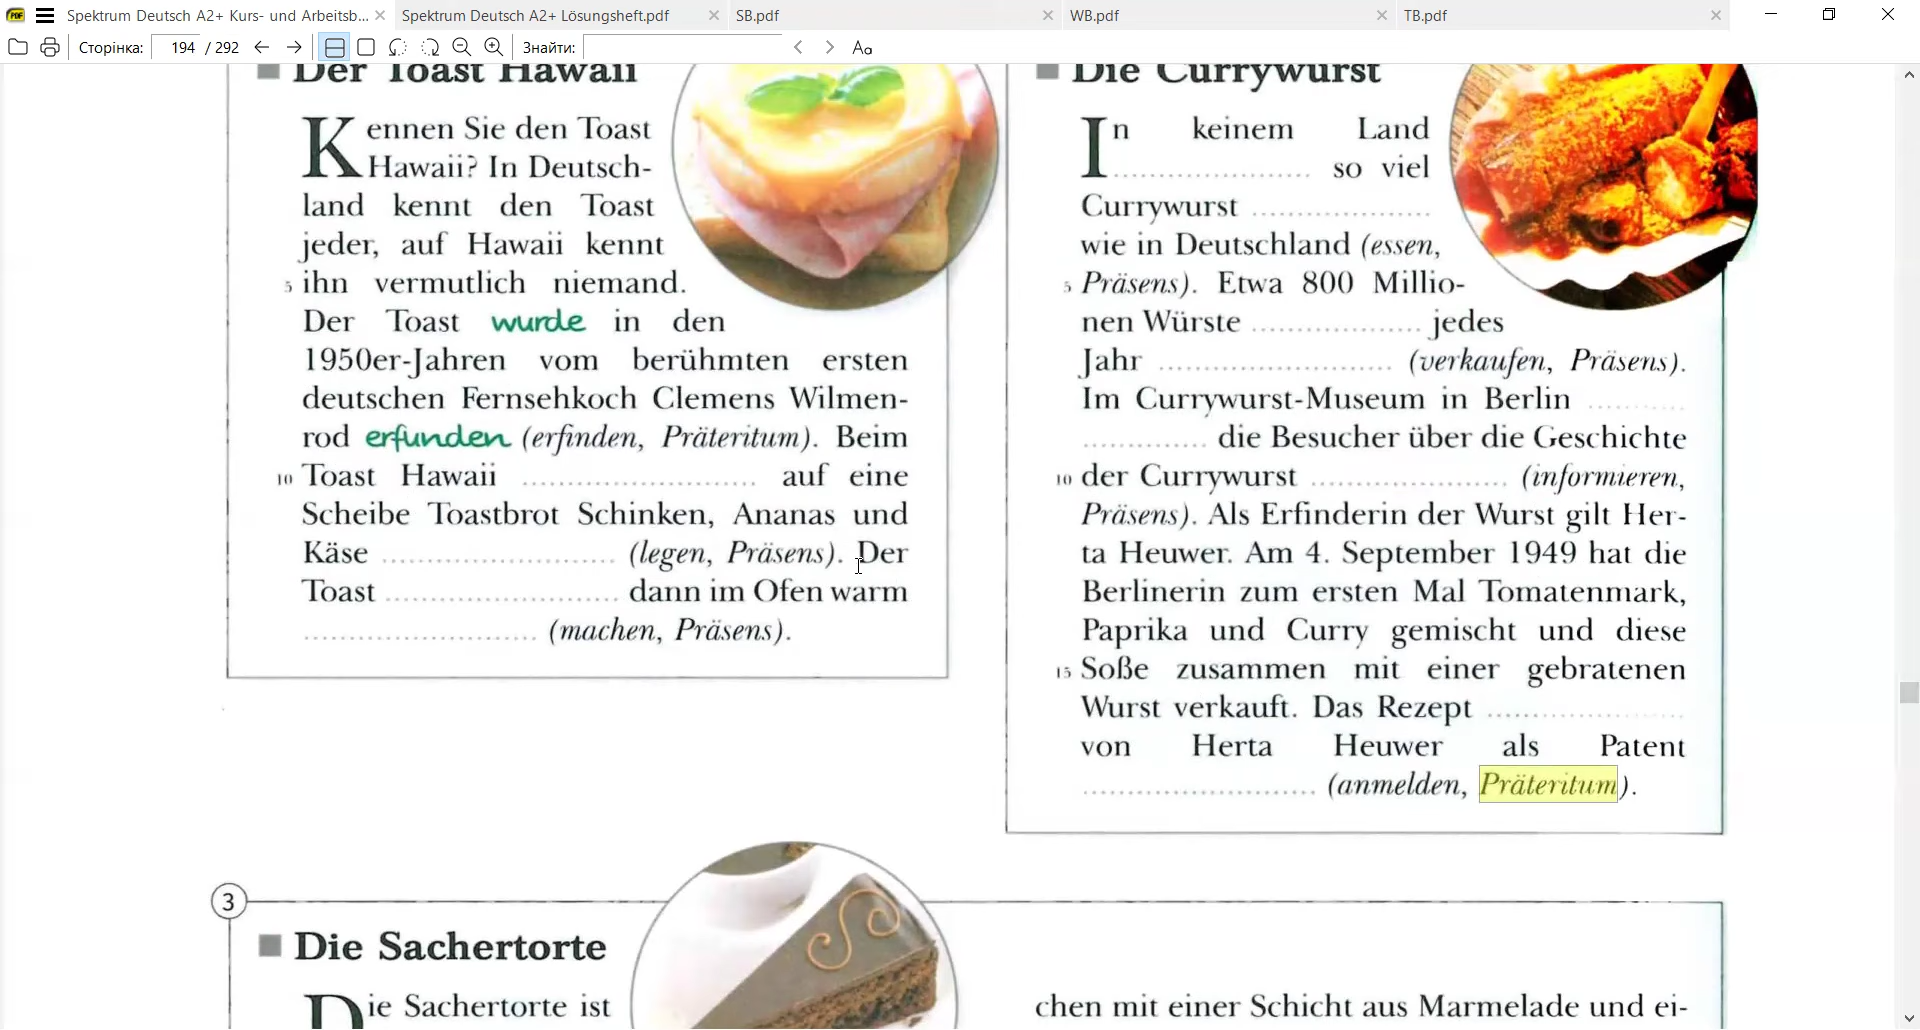 Spektrum Deutsch A2+ Kurs- und Arbeitsb...
Spektrum Deutsch A2+ Lösungsheft.pdf
SB.pdf
WB.pdf
TB.pdf
Сторінка: 194 / 292
Знайти:
Aa
Der Toast Hawaii
Kennen Sie den Toast
Hawaii? In Deutsch-
land kennt den Toast
jeder, auf Hawaii kennt
5 ihn vermutlich niemand.
Der Toast wurde in den
1950er-Jahren vom berühmten ersten
deutschen Fernsehkoch Clemens Wilmen-
rod erfunden (erfinden, Präteritum). Beim
10 Toast Hawaii .......................... auf eine
Scheibe Toastbrot Schinken, Ananas und
Käse .......................... (legen, Präsens). Der
Toast .......................... dann im Ofen warm
.......................... (machen, Präsens).
Die Currywurst
In keinem Land
...................... so viel
Currywurst ....................
wie in Deutschland (essen,
5 Präsens). Etwa 800 Millio-
nen Würste ................... jedes
Jahr .......................... (verkaufen, Präsens).
Im Currywurst-Museum in Berlin ...........
.............. die Besucher über die Geschichte
10 der Currywurst ...................... (informieren,
Präsens). Als Erfinderin der Wurst gilt Her-
ta Heuwer. Am 4. September 1949 hat die
Berlinerin zum ersten Mal Tomatenmark,
Paprika und Curry gemischt und diese
15 Soße zusammen mit einer gebratenen
Wurst verkauft. Das Rezept ......................
von Herta Heuwer als Patent
.......................... (anmelden, Präteritum).
3
Die Sachertorte
Die Sachertorte ist
chen mit einer Schicht aus Marmelade und ei-